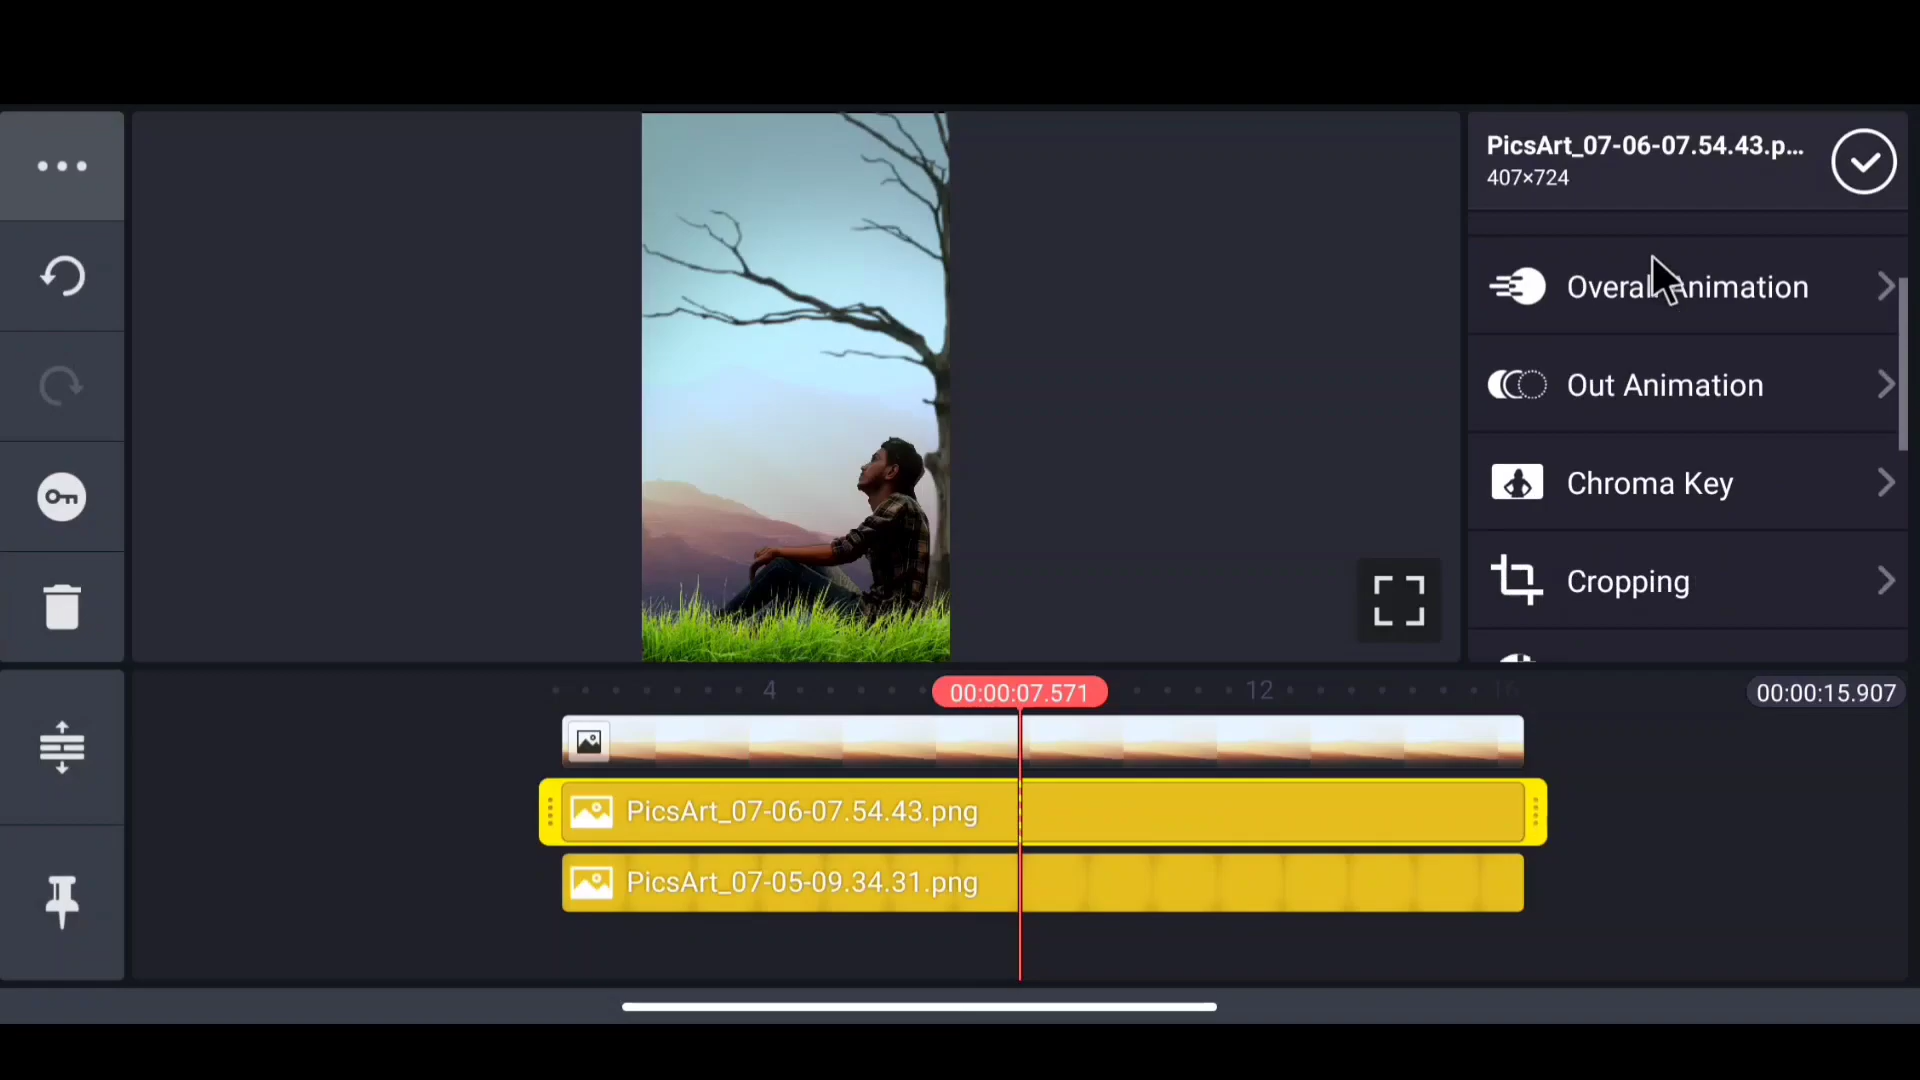 PicsArt_07-06-07.54.43.p...
407×724
Overall Animation
Out Animation
Chroma Key
Cropping
4
00:00:07.571
12
16
00:00:15.907
PicsArt_07-06-07.54.43.png
PicsArt_07-05-09.34.31.png